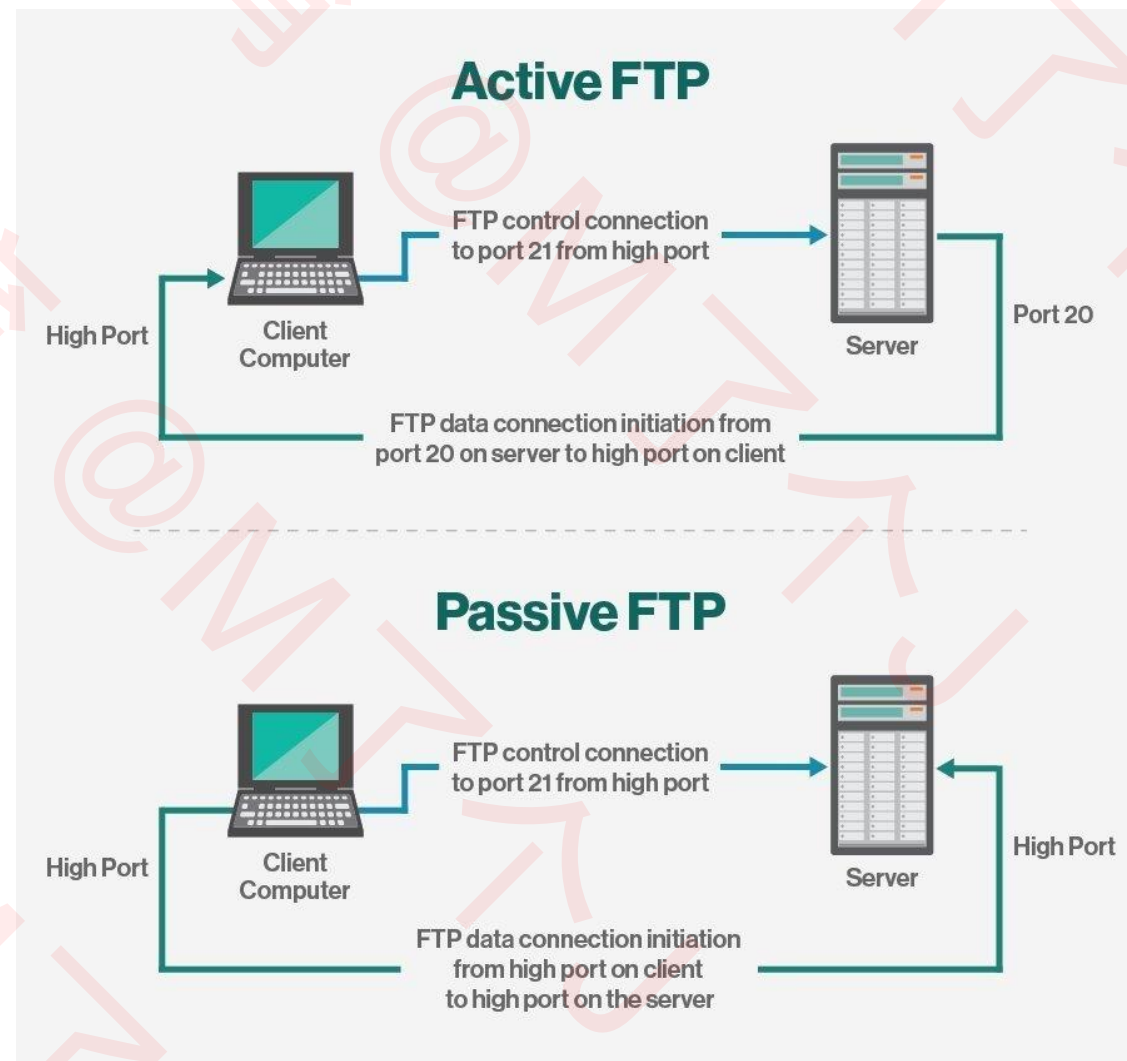 Active FTP
FTP control connection
to port 21 from high port
High Port
Client
Computer
Server
Port 20
FTP data connection initiation from
port 20 on server to high port on client
Passive FTP
FTP control connection
to port 21 from high port
High Port
Client
Computer
Server
High Port
FTP data connection initiation
from high port on client
to high port on the server